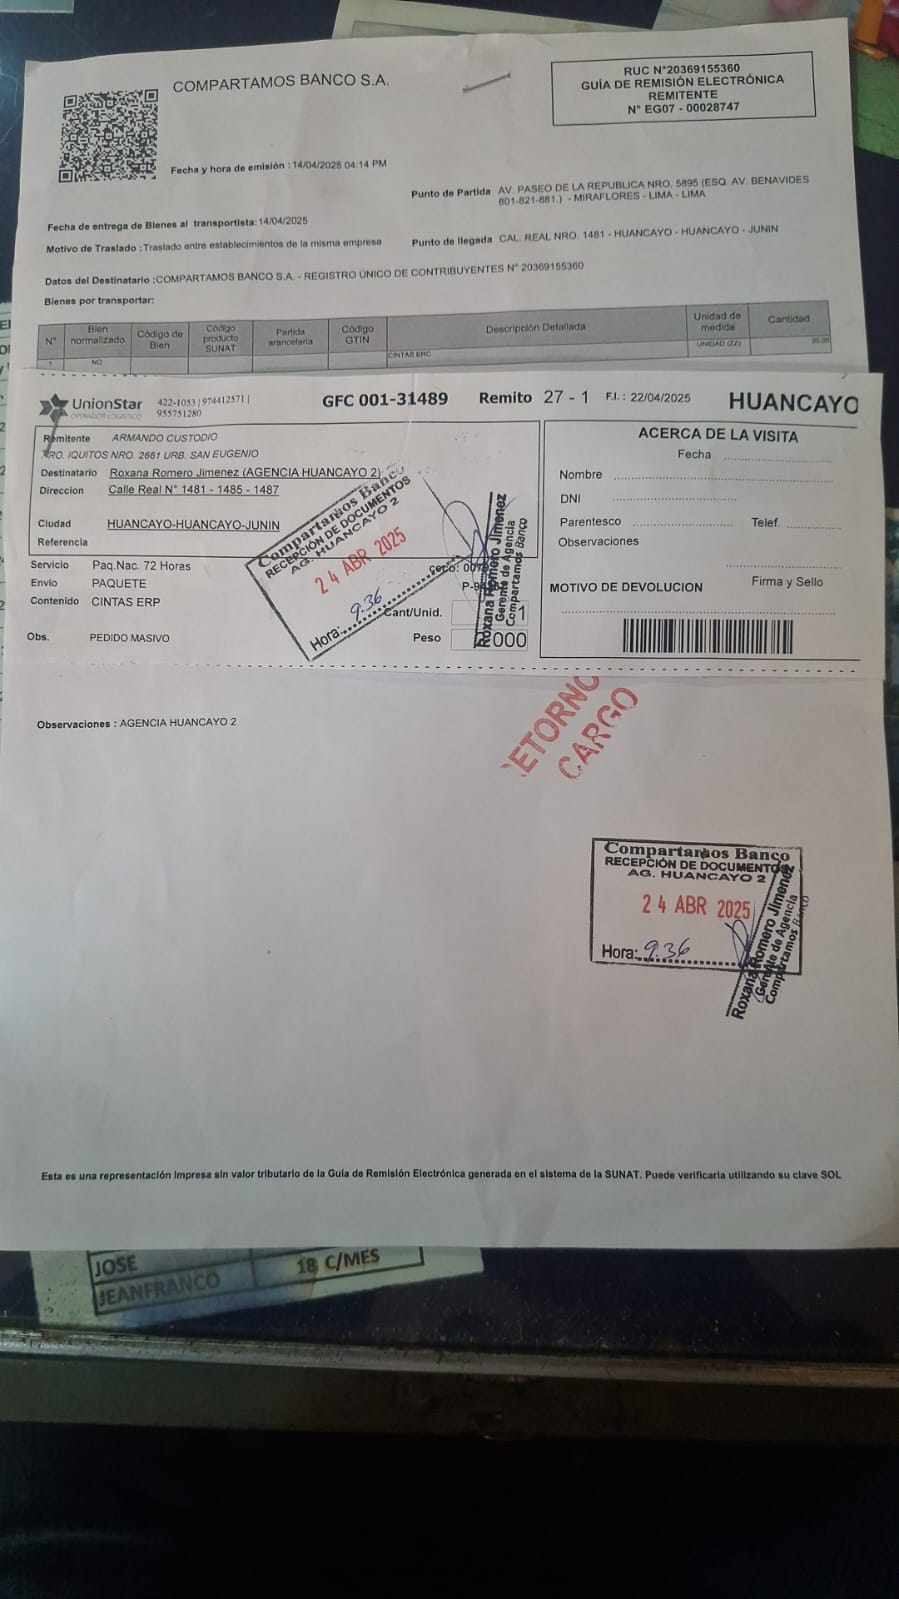 COMPARTAMOS BANCO S.A.
RUC N°20369155360
GUÍA DE REMISIÓN ELECTRÓNICA
REMITENTE
N° EG07 - 00028747
Fecha y hora de emisión : 14/04/2025 04:14 PM
Punto de Partida AV. PASEO DE LA REPUBLICA NRO. 5895 (ESQ. AV. BENAVIDES
801-821-881.) - MIRAFLORES - LIMA - LIMA
Fecha de entrega de Bienes al transportista: 14/04/2025
Motivo de Traslado : Traslado entre establecimientos de la misma empresa
Punto de llegada CAL. REAL NRO. 1481 - HUANCAYO - HUANCAYO - JUNIN
Datos del Destinatario : COMPARTAMOS BANCO S.A. - REGISTRO ÚNICO DE CONTRIBUYENTES N° 20369155360
Bienes por transportar:
N° Bien normalizado Código de Bien Código producto SUNAT Partida arancelaria Código GTIN Descripción Detallada Unidad de medida Cantidad
1 NO CINTAS ERC UNIDAD (ZZ)
UnionStar
OPERADOR LOGISTICO
422-1053 | 974412571 |
955751280
GFC 001-31489 Remito 27 - 1 F.I. : 22/04/2025 HUANCAYO
Remitente ARMANDO CUSTODIO
NRO. IQUITOS NRO. 2661 URB. SAN EUGENIO
Destinatario Roxana Romero Jimenez (AGENCIA HUANCAYO 2)
Direccion Calle Real N° 1481 - 1485 - 1487
Ciudad HUANCAYO-HUANCAYO-JUNIN
Referencia
Servicio Paq.Nac. 72 Horas
Envio PAQUETE
Contenido CINTAS ERP
Obs. PEDIDO MASIVO
Cant/Unid. 1
Peso 000
Compartamos Banco
RECEPCIÓN DE DOCUMENTOS
AG. HUANCAYO 2
24 ABR 2025
Hora: 9.36
Roxana Romero Jimenez
Gerente de Agencia
Compartamos Banco
ACERCA DE LA VISITA
Fecha
Nombre
DNI
Parentesco Telef.
Observaciones
MOTIVO DE DEVOLUCION Firma y Sello
RETORNO
CARGO
Observaciones : AGENCIA HUANCAYO 2
Compartamos Banco
RECEPCIÓN DE DOCUMENTOS
AG. HUANCAYO 2
24 ABR 2025
Hora: 9.36
Roxana Romero Jimenez
Gerente de Agencia
Compartamos Banco
Esta es una representación impresa sin valor tributario de la Guía de Remisión Electrónica generada en el sistema de la SUNAT. Puede verificarla utilizando su clave SOL
JOSE
JEANFRANCO
18 C/MES